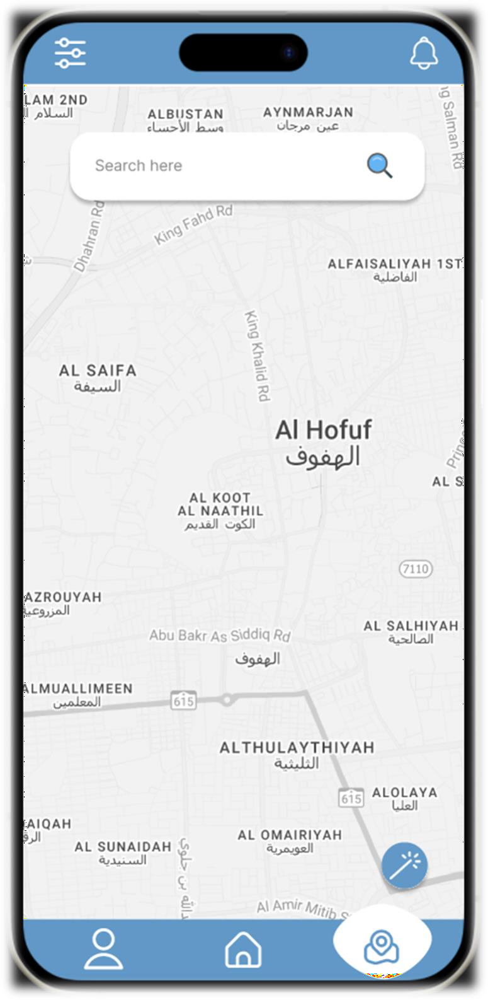 LAM 2ND
السلام
ALBUSTAN
وسط الأحساء
AYNMARJAN
عين مرجان
Salman Rd
Search here
Dhahran Rd
King Fahd Rd
ALFAISALIYAH 1ST
الفاضلية
King Khalid Rd
AL SAIFA
السيفة
Al Hofuf
الهفوف
AL S
AL KOOT
AL NAATHIL
الكوت القديم
7110
AZROUYAH
المزروعية
AL SALHIYAH
الصالحية
Abu Bakr As Siddiq Rd
الهفوف
ALMUALLIMEEN
المعلمين
615
ALTHULAYTHIYAH
الثليثية
615
ALOLAYA
العليا
AIQAH
AL SUNAIDAH
السنيدية
AL OMAIRIYAH
العويمرية
بن جلوي
Al Amir Mitib